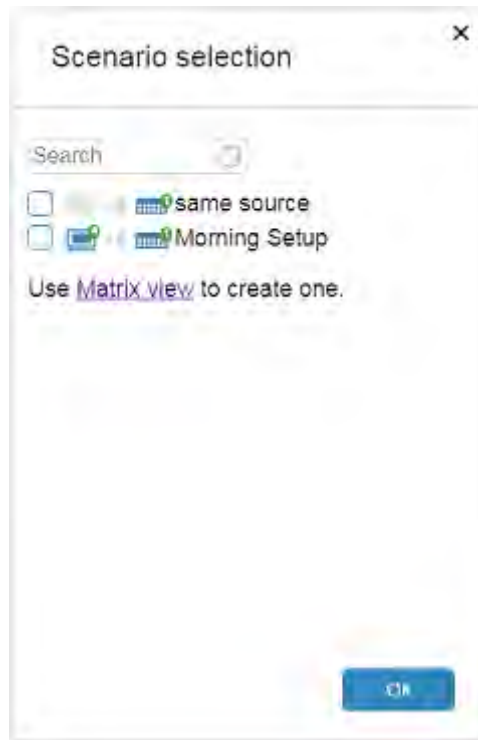 Scenario selection
×
Search
same source
Morning Setup
Use Matrix view to create one.
OK